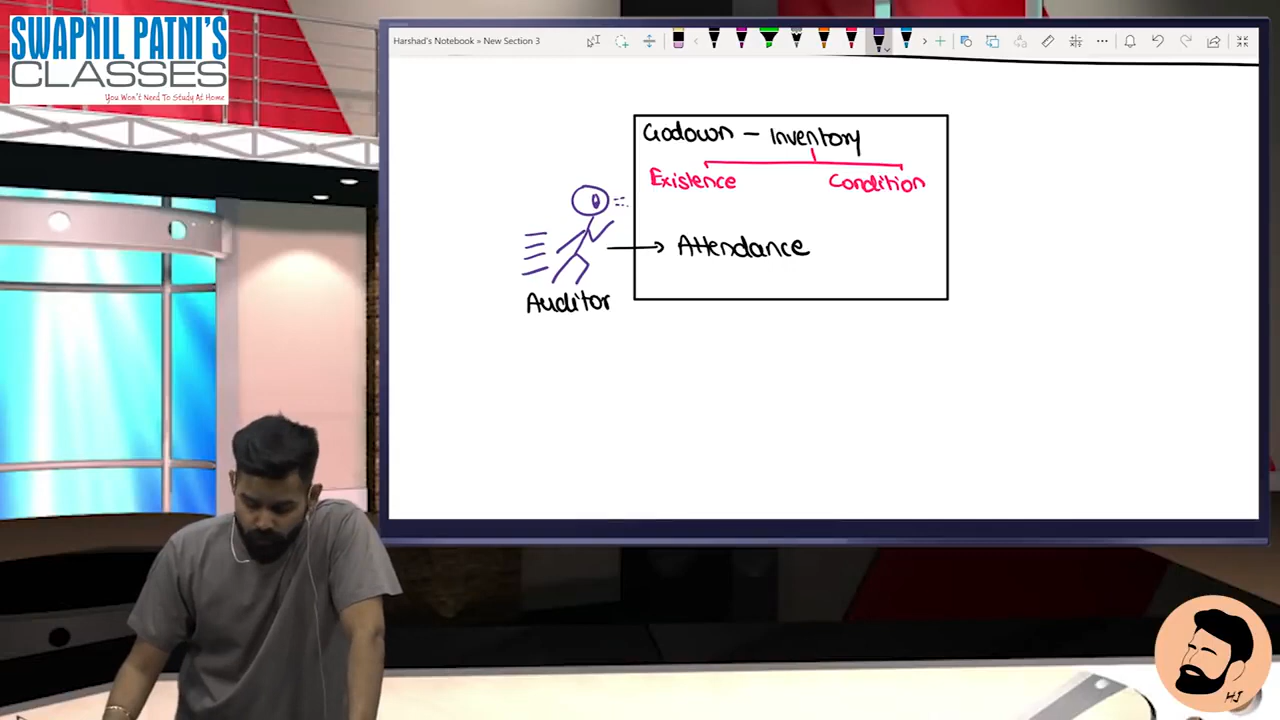 SWAPNIL PATNI'S
CLASSES
You Won't Need To Study At Home
Harshad's Notebook » New Section 3
Godown - Inventory
Existence Condition
Attendance
Auditor
HJ